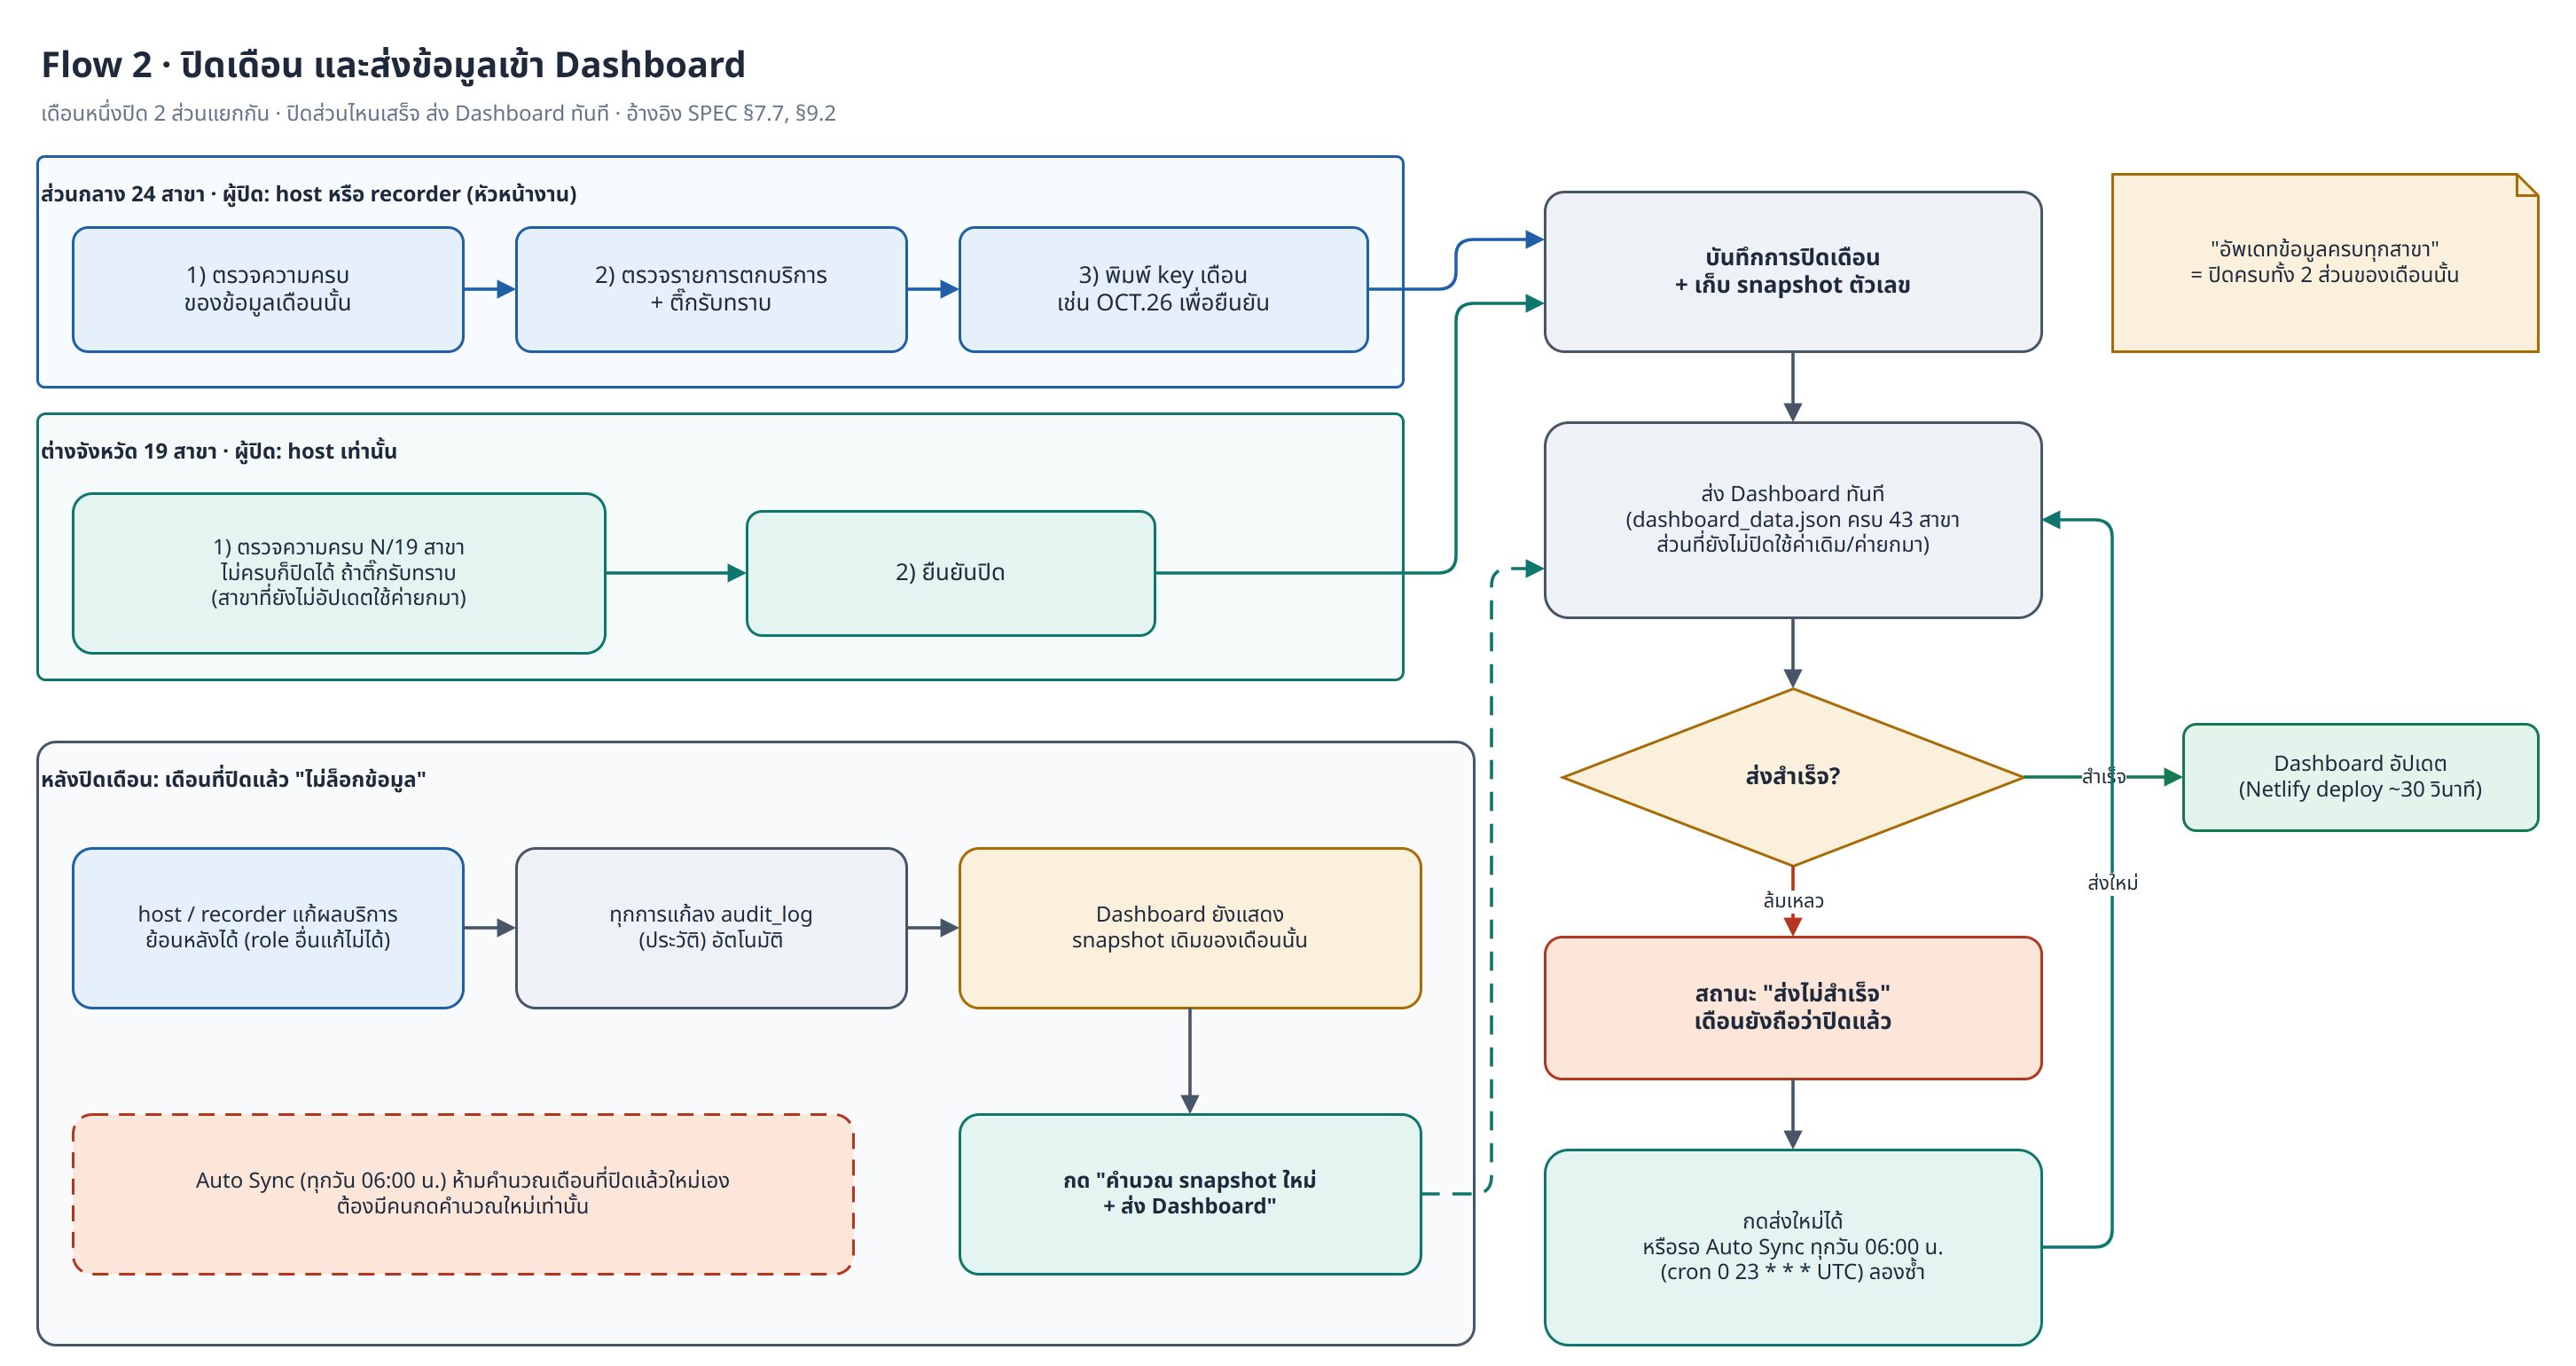 Flow 2 · ปิดเดือน และส่งข้อมูลเข้า Dashboard
เดือนหนึ่งปิด 2 ส่วนแยกกัน · ปิดส่วนไหนเสร็จ ส่ง Dashboard ทันที · อ้างอิง SPEC §7.7, §9.2
ส่วนกลาง 24 สาขา · ผู้ปิด: host หรือ recorder (หัวหน้างาน)
1) ตรวจความครบ
ของข้อมูลเดือนนั้น
2) ตรวจรายการตกบริการ
+ ติ๊กรับทราบ
3) พิมพ์ key เดือน
เช่น OCT.26 เพื่อยืนยัน
บันทึกการปิดเดือน
+ เก็บ snapshot ตัวเลข
"อัพเดทข้อมูลครบทุกสาขา"
= ปิดครบทั้ง 2 ส่วนของเดือนนั้น
ต่างจังหวัด 19 สาขา · ผู้ปิด: host เท่านั้น
1) ตรวจความครบ N/19 สาขา
ไม่ครบก็ปิดได้ ถ้าติ๊กรับทราบ
(สาขาที่ยังไม่อัปเดตใช้ค่ายกมา)
2) ยืนยันปิด
ส่ง Dashboard ทันที
(dashboard_data.json ครบ 43 สาขา
ส่วนที่ยังไม่ปิดใช้ค่าเดิม/ค่ายกมา)
ส่งสำเร็จ?
สำเร็จ
Dashboard อัปเดต
(Netlify deploy ~30 วินาที)
ล้มเหลว
ส่งใหม่
สถานะ "ส่งไม่สำเร็จ"
เดือนยังถือว่าปิดแล้ว
กดส่งใหม่ได้
หรือรอ Auto Sync ทุกวัน 06:00 น.
(cron 0 23 * * * UTC) ลองซ้ำ
หลังปิดเดือน: เดือนที่ปิดแล้ว "ไม่ล็อกข้อมูล"
host / recorder แก้ผลบริการ
ย้อนหลังได้ (role อื่นแก้ไม่ได้)
ทุกการแก้ลง audit_log
(ประวัติ) อัตโนมัติ
Dashboard ยังแสดง
snapshot เดิมของเดือนนั้น
Auto Sync (ทุกวัน 06:00 น.) ห้ามคำนวณเดือนที่ปิดแล้วใหม่เอง
ต้องมีคนกดคำนวณใหม่เท่านั้น
กด "คำนวณ snapshot ใหม่
+ ส่ง Dashboard"